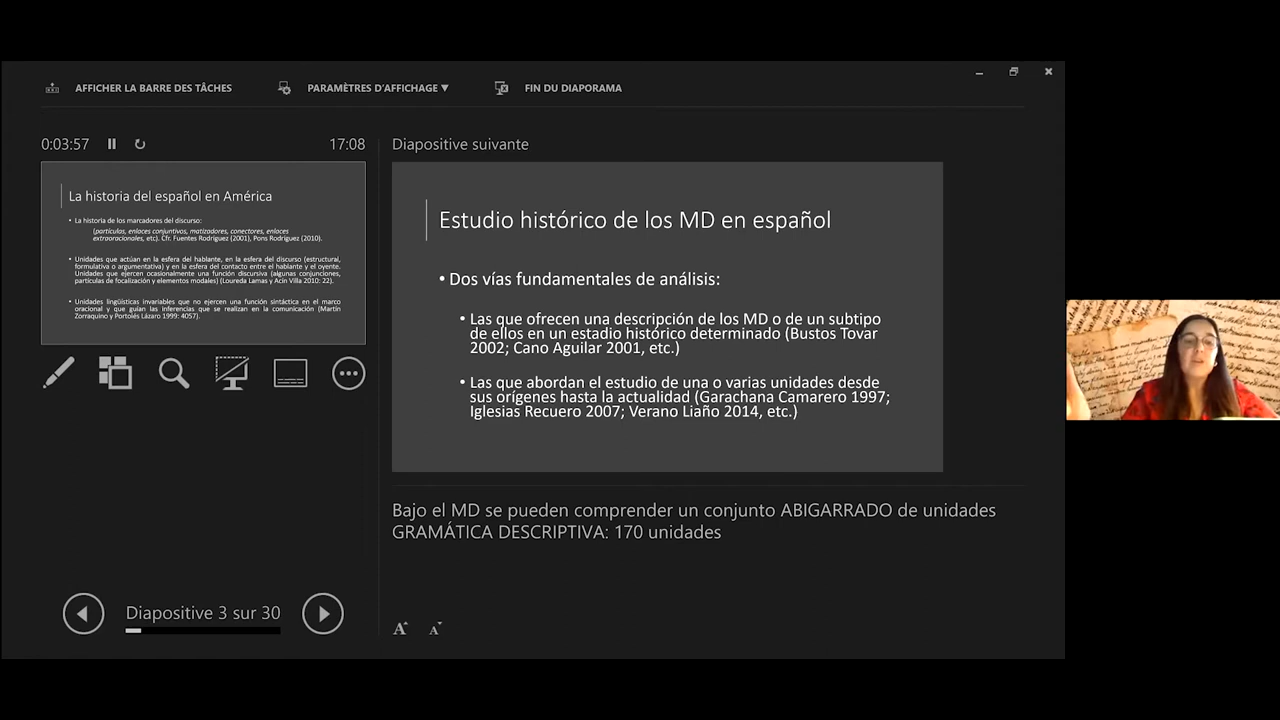 AFFICHER LA BARRE DES TÂCHES
PARAMÈTRES D'AFFICHAGE ▼
FIN DU DIAPORAMA
0:03:57
17:08
La historia del español en América
• La historia de los marcadores del discurso:
(partículas, enlaces conjuntivos, matizadores, conectores, enlaces
extraoracionales, etc). Cfr. Fuentes Rodríguez (2001), Pons Rodríguez (2010).
• Unidades que actúan en la esfera del hablante, en la esfera del discurso (estructural,
formulativa o argumentativa) y en la esfera del contacto entre el hablante y el oyente.
Unidades que ejercen ocasionalmente una función discursiva (algunas conjunciones,
partículas de focalización y elementos modales) (Loureda Lamas y Acín Villa 2010: 22).
• Unidades lingüísticas invariables que no ejercen una función sintáctica en el marco
oracional y que guían las inferencias que se realizan en la comunicación (Martín
Zorraquino y Portolés Lázaro 1999: 4057).
Diapositive 3 sur 30
Diapositive suivante
Estudio histórico de los MD en español
• Dos vías fundamentales de análisis:
• Las que ofrecen una descripción de los MD o de un subtipo
de ellos en un estadio histórico determinado (Bustos Tovar
2002; Cano Aguilar 2001, etc.)
• Las que abordan el estudio de una o varias unidades desde
sus orígenes hasta la actualidad (Garachana Camarero 1997;
Iglesias Recuero 2007; Verano Liaño 2014, etc.)
Bajo el MD se pueden comprender un conjunto ABIGARRADO de unidades
GRAMÁTICA DESCRIPTIVA: 170 unidades
A A